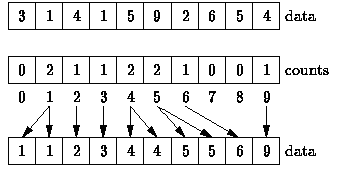 3 1 4 1 5 9 2 6 5 4 data
0 2 1 1 2 2 1 0 0 1 counts
0 1 2 3 4 5 6 7 8 9
1 1 2 3 4 4 5 5 6 9 data